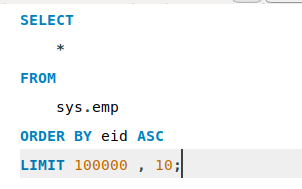 SELECT
*
FROM
sys.emp
ORDER BY eid ASC
LIMIT 100000 , 10;